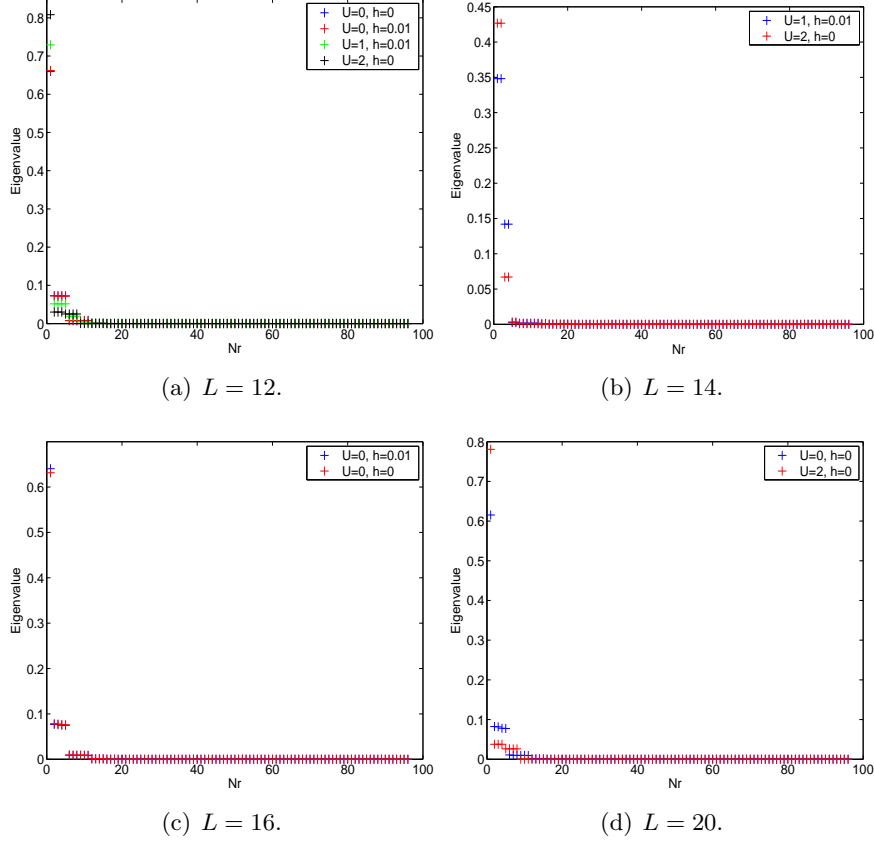 U=0, h=0
U=0, h=0.01
U=1, h=0.01
U=2, h=0
0.8
0.7
0.6
0.5
0.4
0.3
0.2
0.1
0
Eigenvalue
0 20 40 60 80 100
Nr
(a) L = 12.
U=1, h=0.01
U=2, h=0
0.45
0.4
0.35
0.3
0.25
0.2
0.15
0.1
0.05
0
Eigenvalue
0 20 40 60 80 100
Nr
(b) L = 14.
U=0, h=0.01
U=0, h=0
0.6
0.5
0.4
0.3
0.2
0.1
0
Eigenvalue
0 20 40 60 80 100
Nr
(c) L = 16.
U=0, h=0
U=2, h=0
0.8
0.7
0.6
0.5
0.4
0.3
0.2
0.1
0
Eigenvalue
0 20 40 60 80 100
Nr
(d) L = 20.